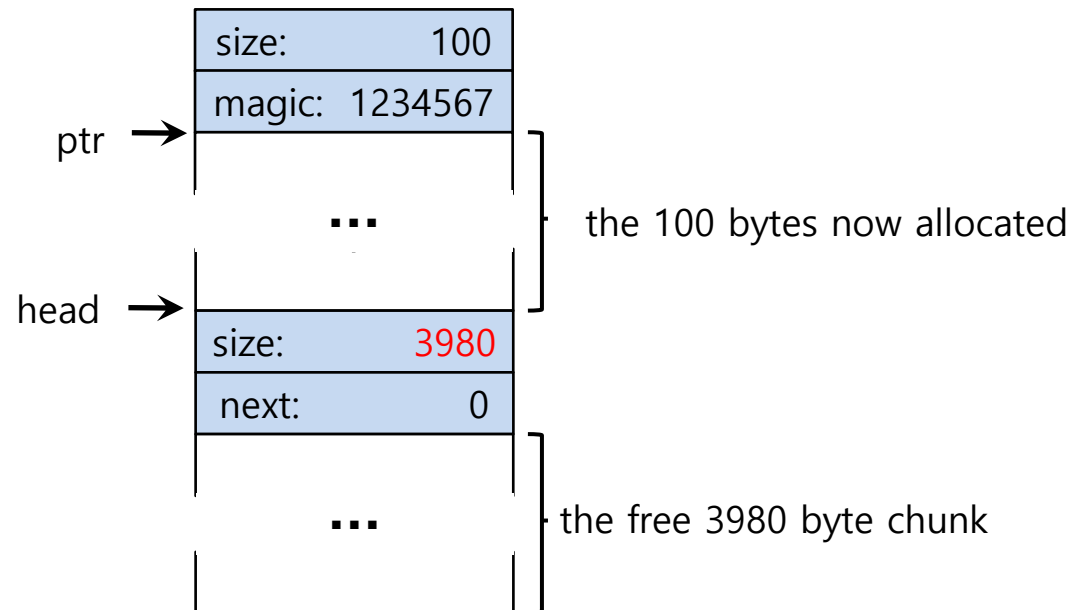 size: 100
magic: 1234567
ptr
...
the 100 bytes now allocated
head
size: 3980
next: 0
...
the free 3980 byte chunk